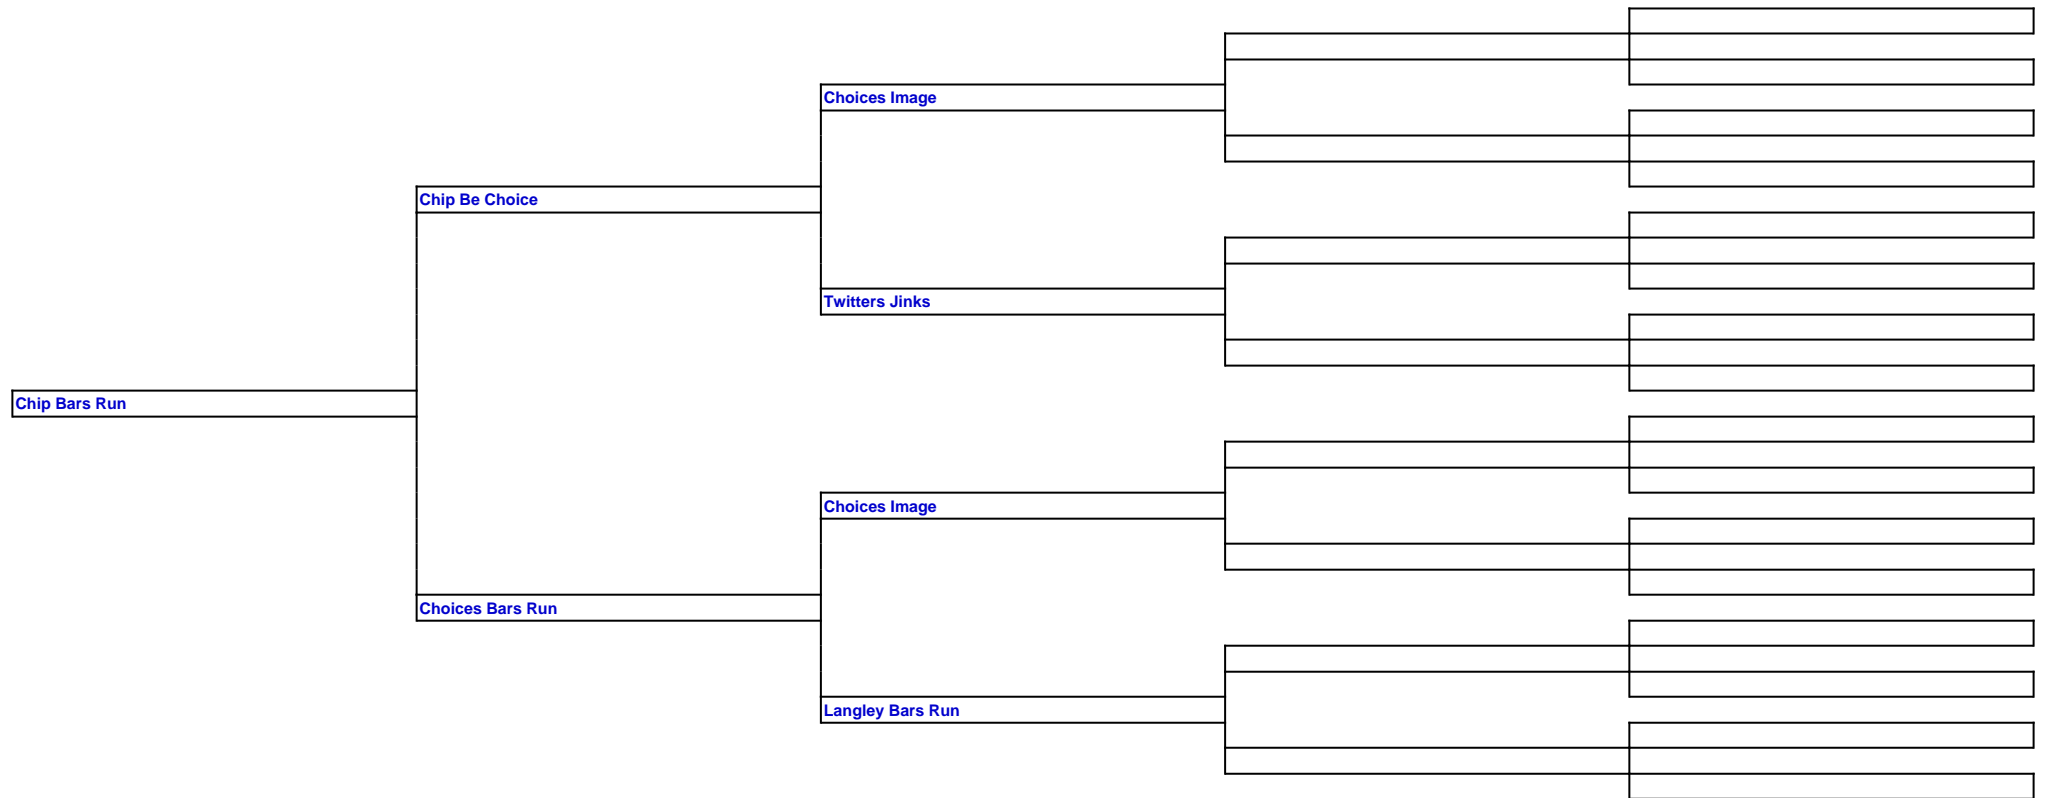 Choices Image
Chip Be Choice
Twitters Jinks
Chip Bars Run
Choices Image
Choices Bars Run
Langley Bars Run